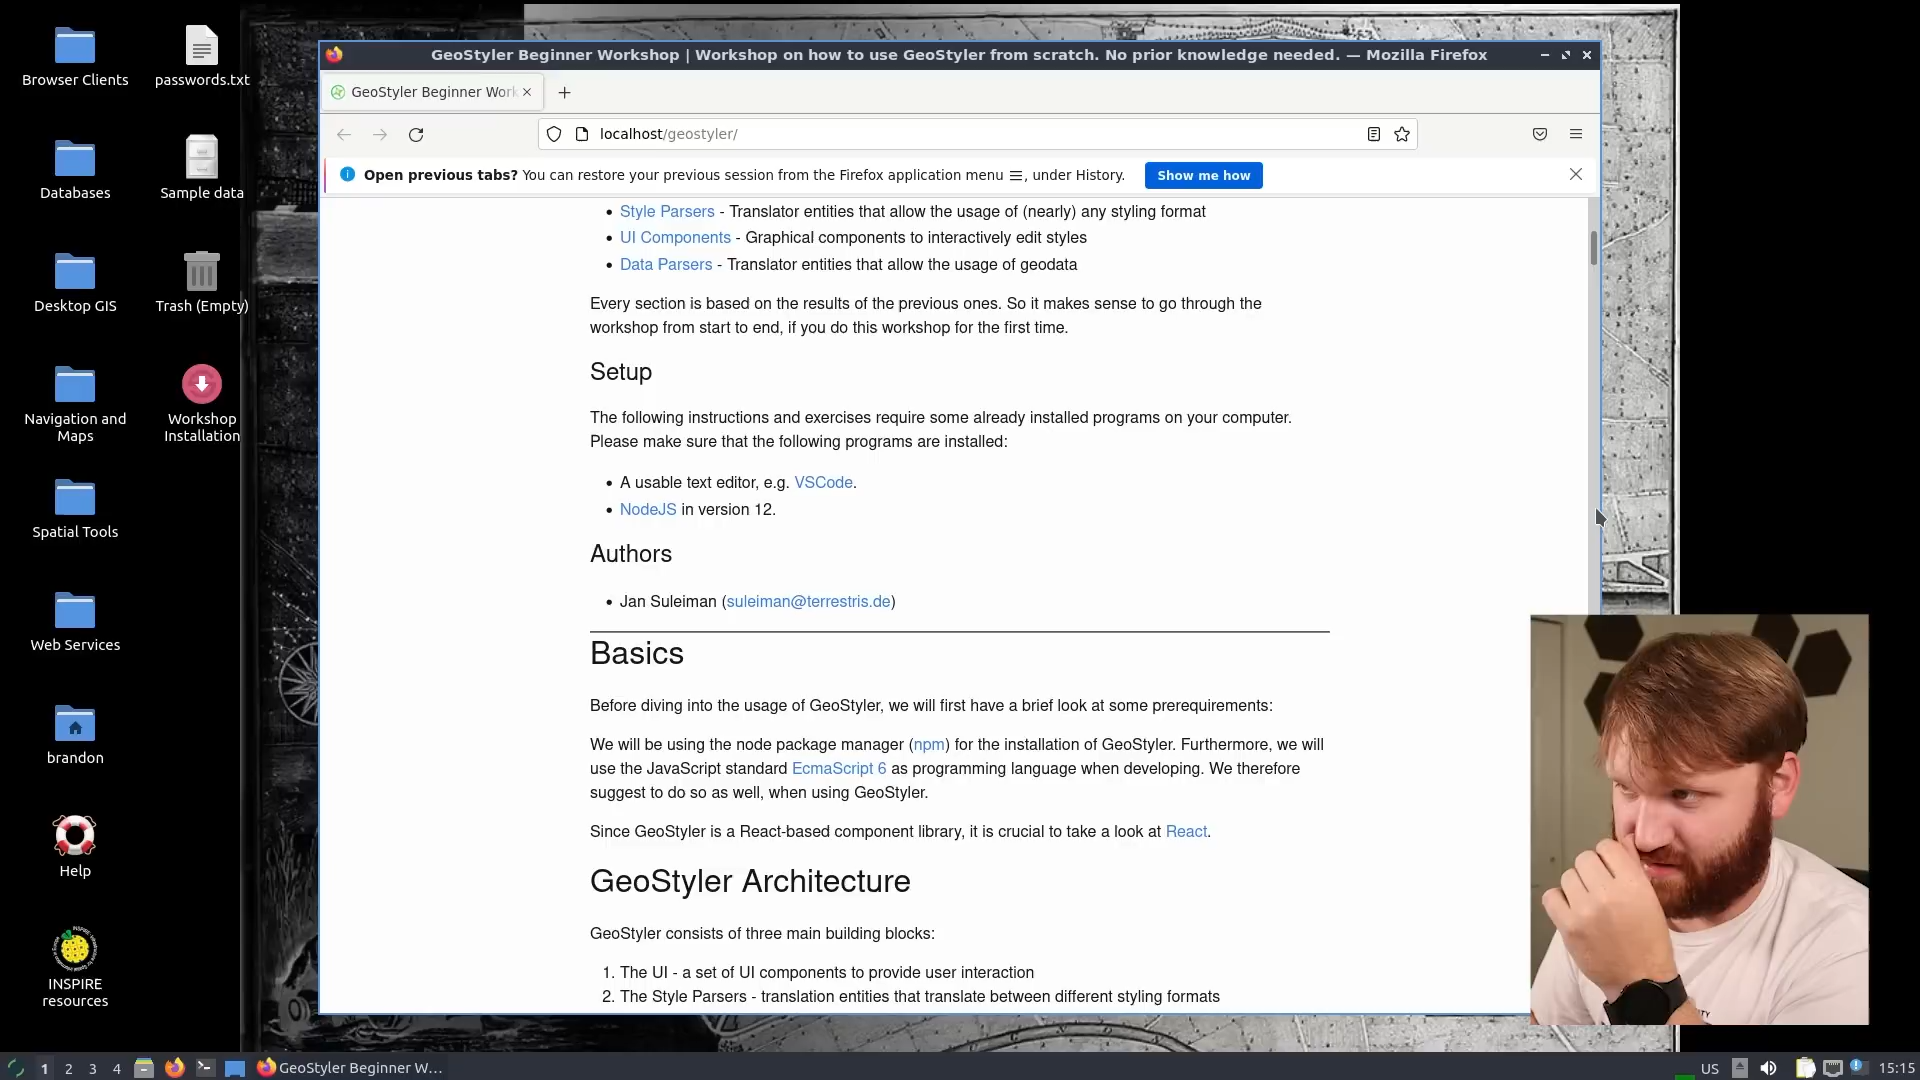 Browser Clients
passwords.txt
Databases
Sample data
Desktop GIS
Trash (Empty)
Navigation and
Maps
Workshop
Installation
Spatial Tools
Web Services
brandon
Help
INSPIRE
resources
GeoStyler Beginner Workshop | Workshop on how to use GeoStyler from scratch. No prior knowledge needed. — Mozilla Firefox
GeoStyler Beginner Work
localhost/geostyler/
Open previous tabs? You can restore your previous session from the Firefox application menu ☰, under History.
Show me how
• Style Parsers - Translator entities that allow the usage of (nearly) any styling format
• UI Components - Graphical components to interactively edit styles
• Data Parsers - Translator entities that allow the usage of geodata
Every section is based on the results of the previous ones. So it makes sense to go through the
workshop from start to end, if you do this workshop for the first time.
Setup
The following instructions and exercises require some already installed programs on your computer.
Please make sure that the following programs are installed:
• A usable text editor, e.g. VSCode.
• NodeJS in version 12.
Authors
• Jan Suleiman (suleiman@terrestris.de)
Basics
Before diving into the usage of GeoStyler, we will first have a brief look at some prerequirements:
We will be using the node package manager (npm) for the installation of GeoStyler. Furthermore, we will
use the JavaScript standard EcmaScript 6 as programming language when developing. We therefore
suggest to do so as well, when using GeoStyler.
Since GeoStyler is a React-based component library, it is crucial to take a look at React.
GeoStyler Architecture
GeoStyler consists of three main building blocks:
1. The UI - a set of UI components to provide user interaction
2. The Style Parsers - translation entities that translate between different styling formats
1 2 3 4
GeoStyler Beginner W...
US
15:15